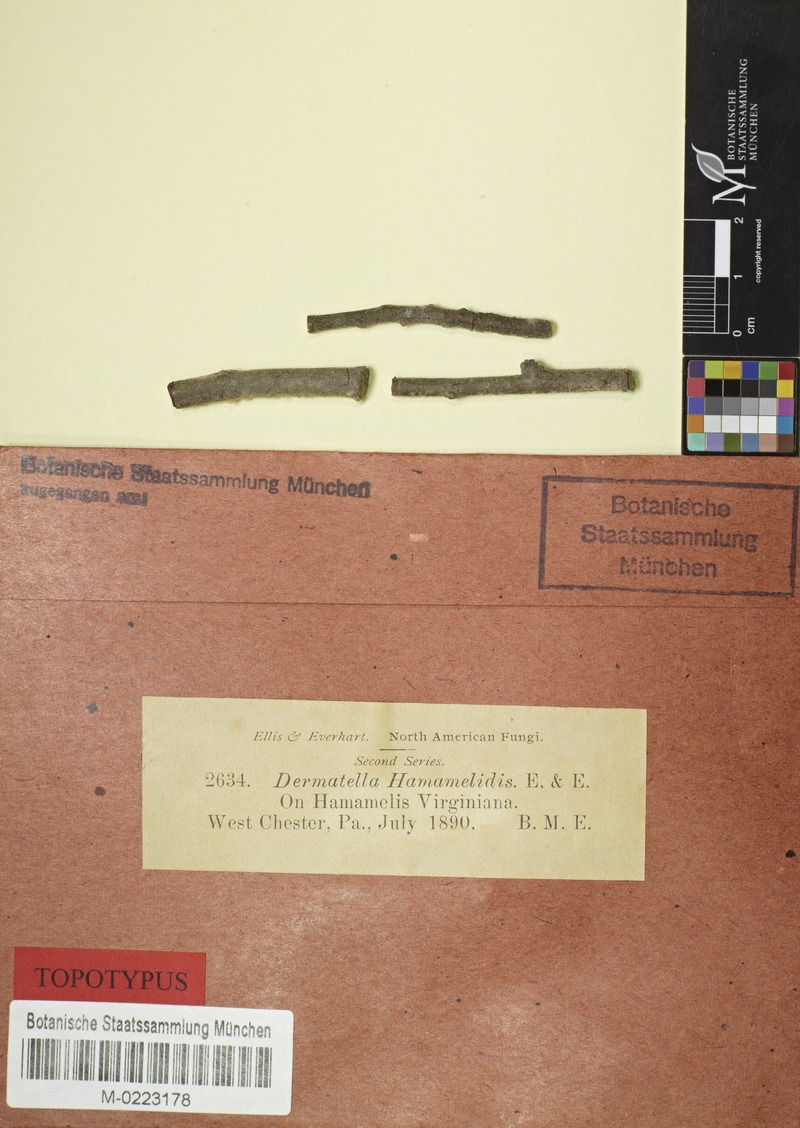 BOTANISCHE
STAATSSAMMLUNG
MÜNCHEN
M
0 1 2
cm
copyright reserved
Botanische Staatssammlung München
zugegangen am:
Botanische
Staatssammlung
München
Ellis & Everhart. North American Fungi.
Second Series.
2634. Dermatella Hamamelidis. E. & E.
On Hamamelis Virginiana.
West Chester, Pa., July 1890. B. M. E.
TOPOTYPUS
Botanische Staatssammlung München
M-0223178